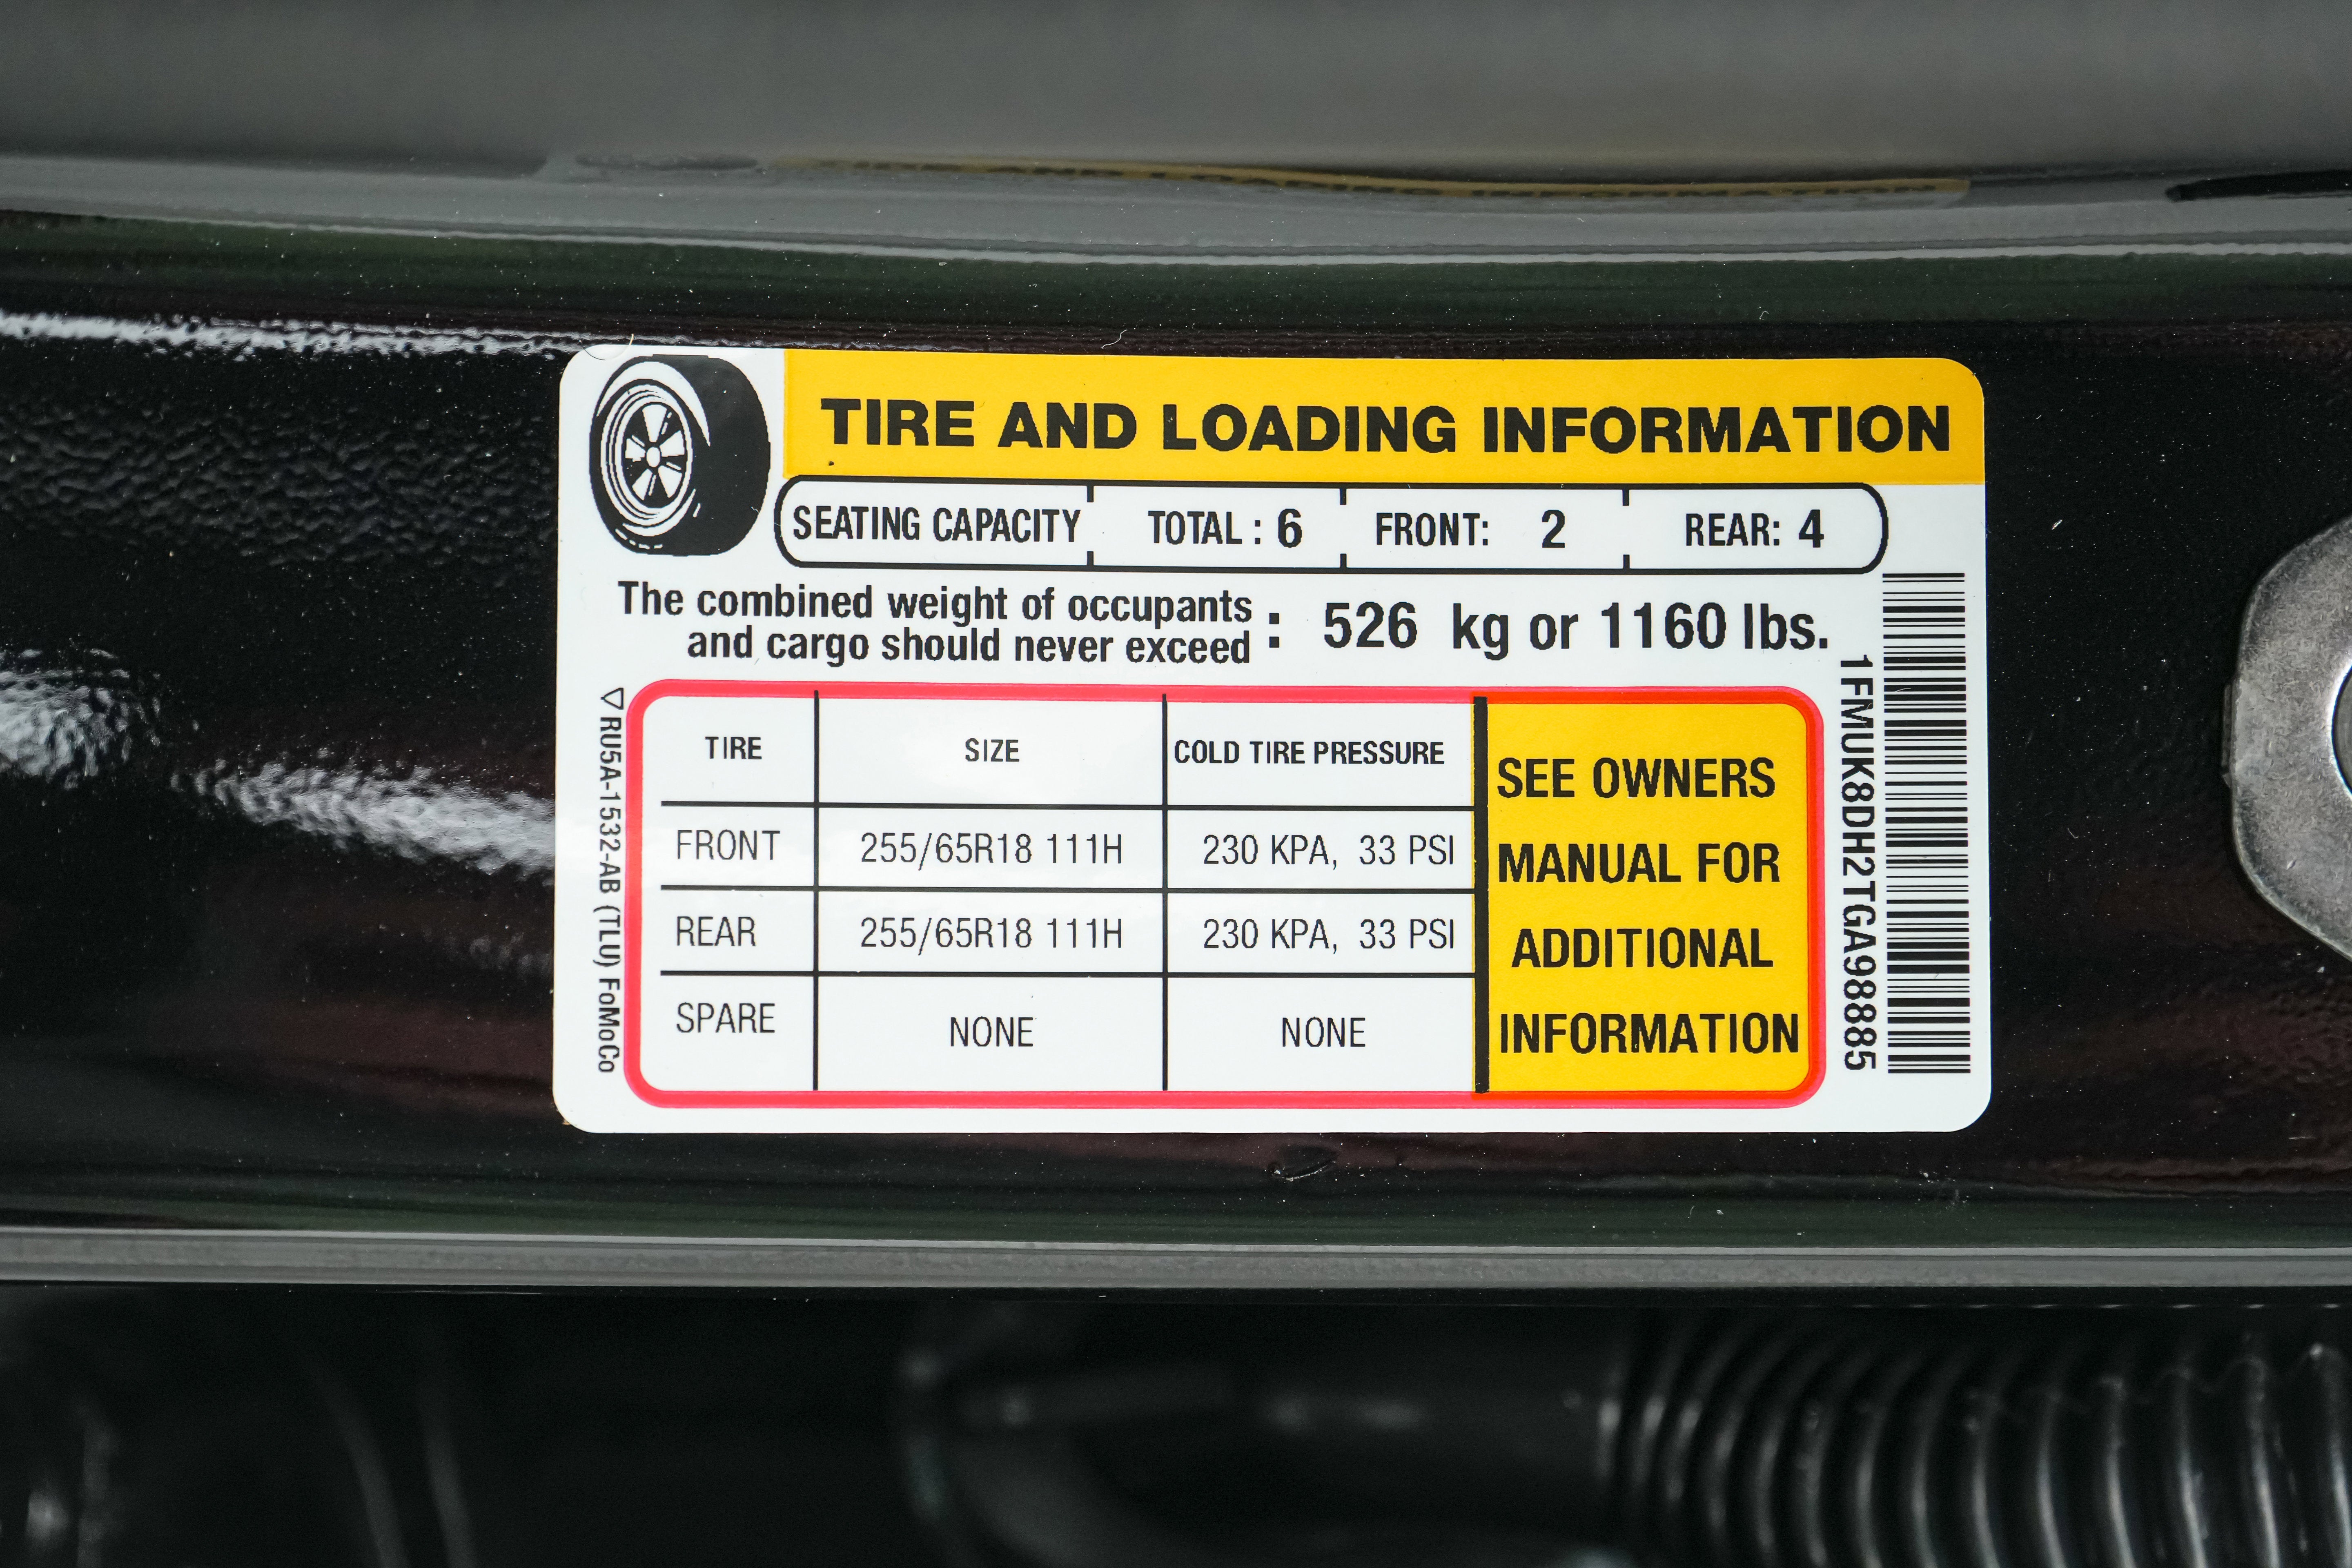 TIRE AND LOADING INFORMATION
SEATING CAPACITY TOTAL : 6 FRONT: 2 REAR: 4
The combined weight of occupants
and cargo should never exceed : 526 kg or 1160 lbs.
TIRE SIZE COLD TIRE PRESSURE
FRONT 255/65R18 111H 230 KPA, 33 PSI
REAR 255/65R18 111H 230 KPA, 33 PSI
SPARE NONE NONE
SEE OWNERS
MANUAL FOR
ADDITIONAL
INFORMATION
RU5A-1532-AB (TLU) FoMoCo
1FMUK8DH2TGA98885